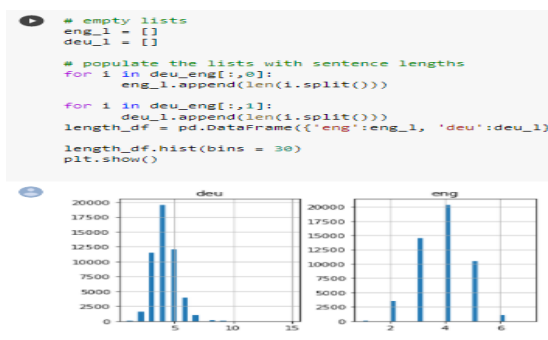 # empty lists
eng_l = []
deu_l = []
# populate the lists with sentence lengths
for i in deu_eng[:,0]:
eng_l.append(len(i.split()))
for i in deu_eng[:,1]:
deu_l.append(len(i.split()))
length_df = pd.DataFrame({'eng':eng_l, 'deu':deu_l}
length_df.hist(bins = 30)
plt.show()
deu
20000
17500
15000
12500
10000
7500
5000
2500
0
5 10 15
eng
20000
17500
15000
12500
10000
7500
5000
2500
0
2 4 6